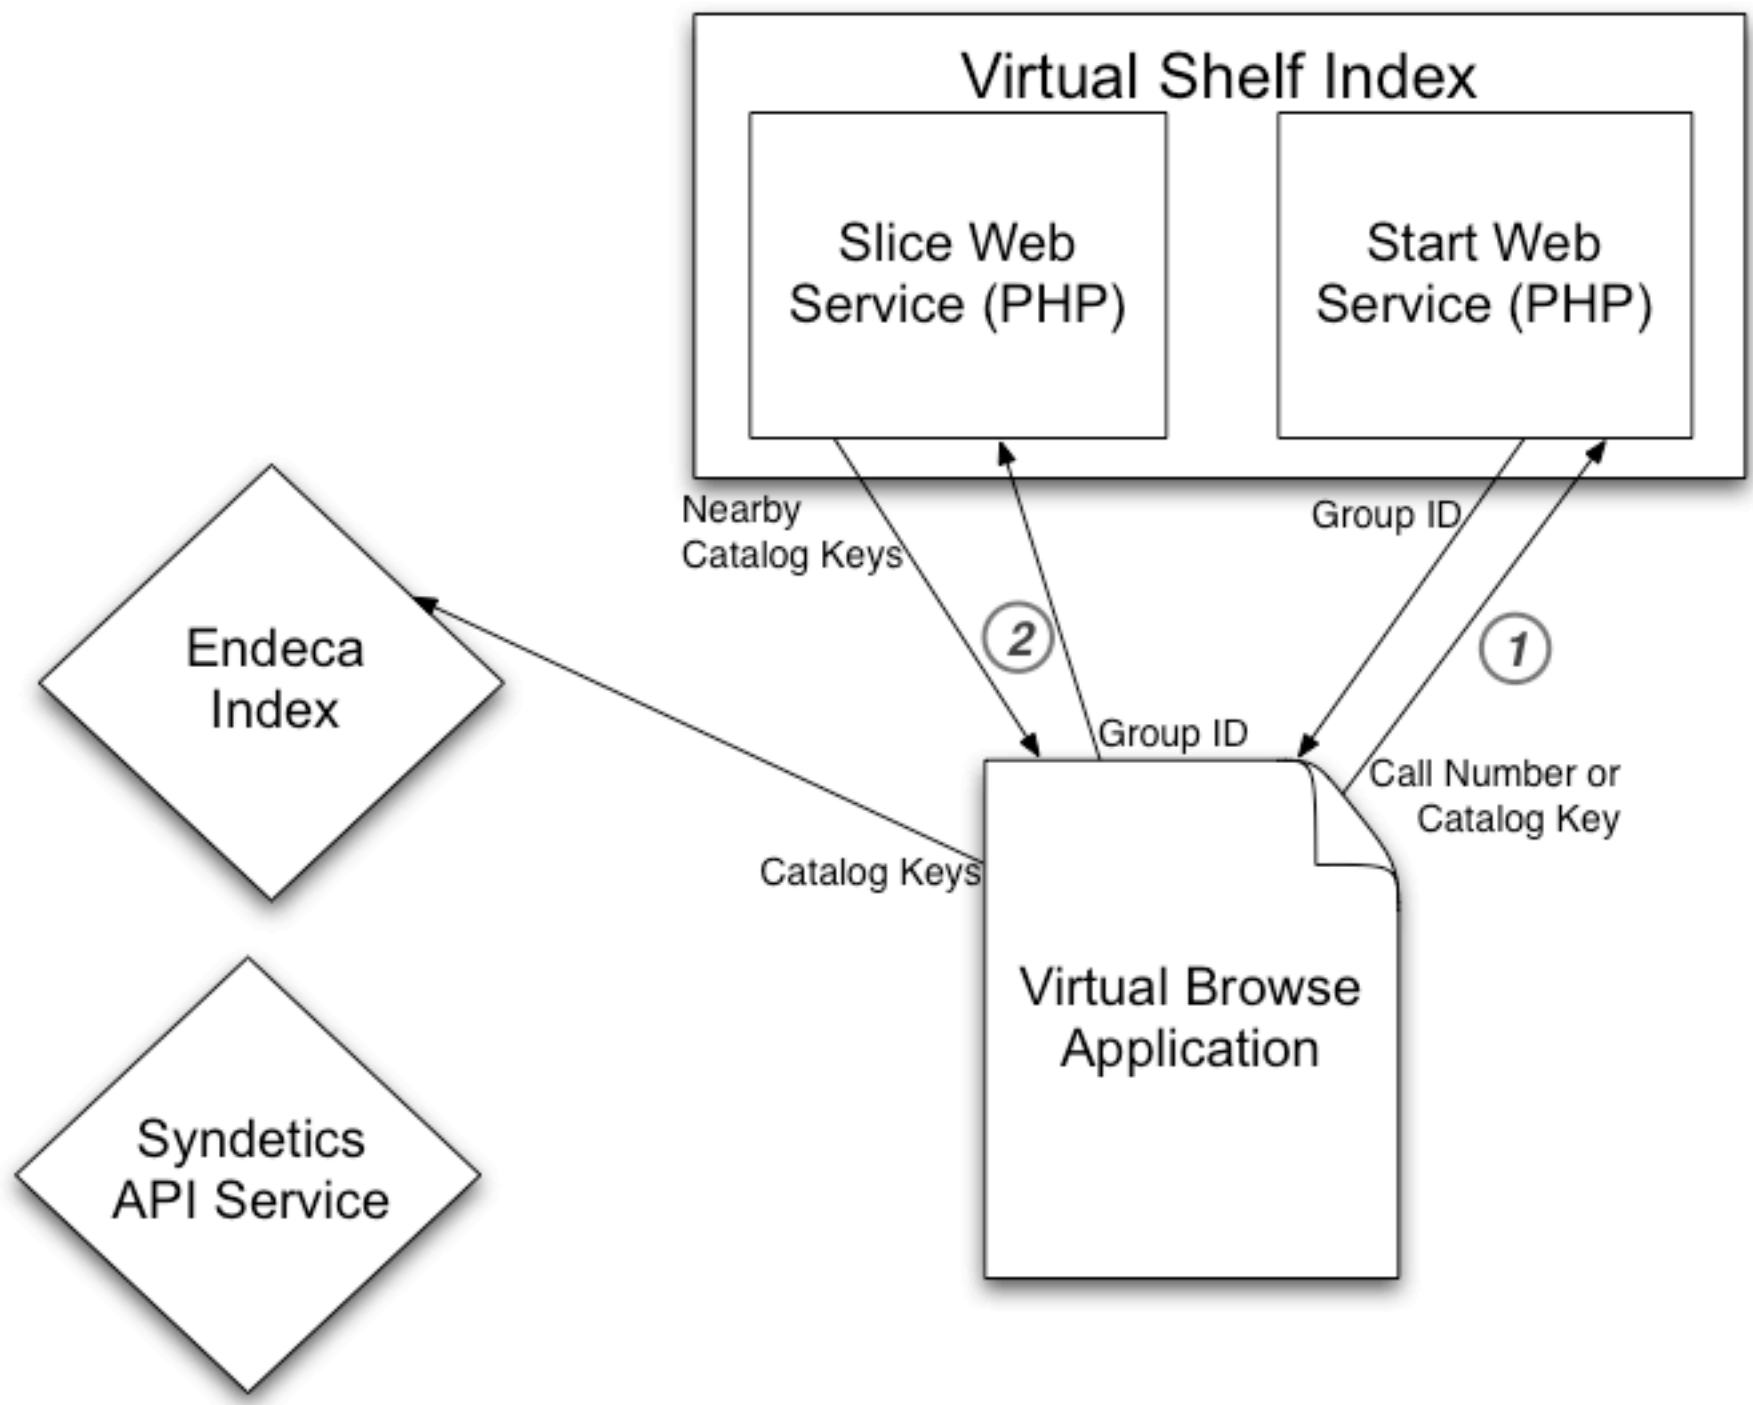 Virtual Shelf Index
Slice Web
Service (PHP)
Start Web
Service (PHP)
Nearby
Catalog Keys
Group ID
2
1
Endeca
Index
Group ID
Call Number or
Catalog Key
Catalog Keys
Virtual Browse
Application
Syndetics
API Service